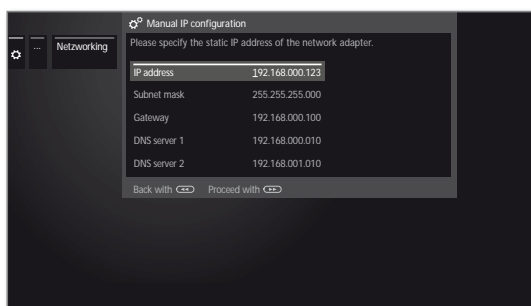 Manual IP configuration
... Netzworking
Please specify the static IP address of the network adapter.
IP address 192.168.000.123
Subnet mask 255.255.255.000
Gateway 192.168.000.100
DNS server 1 192.168.000.010
DNS server 2 192.168.001.010
Back with Proceed with